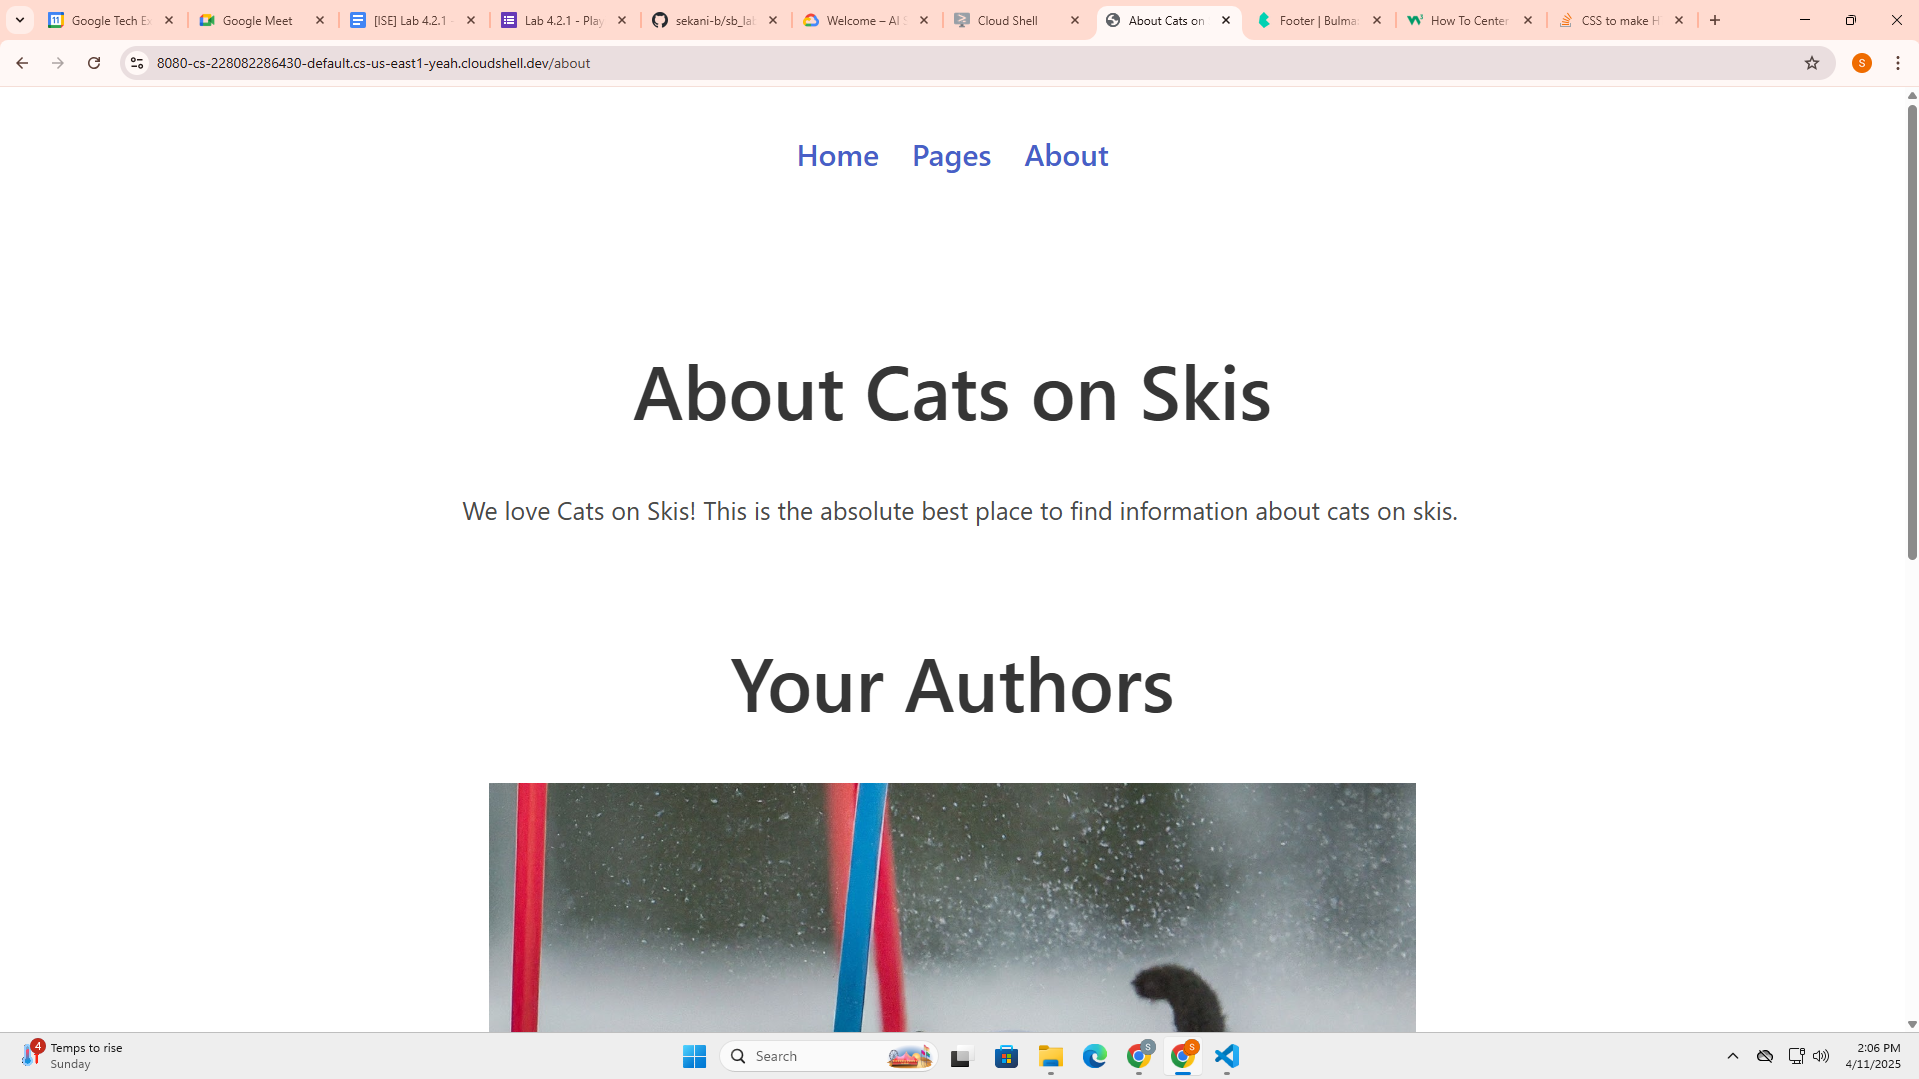 Google Tech Ex
Google Meet
[ISE] Lab 4.2.1 -
Lab 4.2.1 - Play
sekani-b/sb_lab
Welcome – AI S
Cloud Shell
About Cats on
Footer | Bulma:
How To Center
CSS to make H
8080-cs-228082286430-default.cs-us-east1-yeah.cloudshell.dev/about
S
Home Pages About
About Cats on Skis
We love Cats on Skis! This is the absolute best place to find information about cats on skis.
Your Authors
4
Temps to rise
Sunday
Search
S
S
2:06 PM
4/11/2025